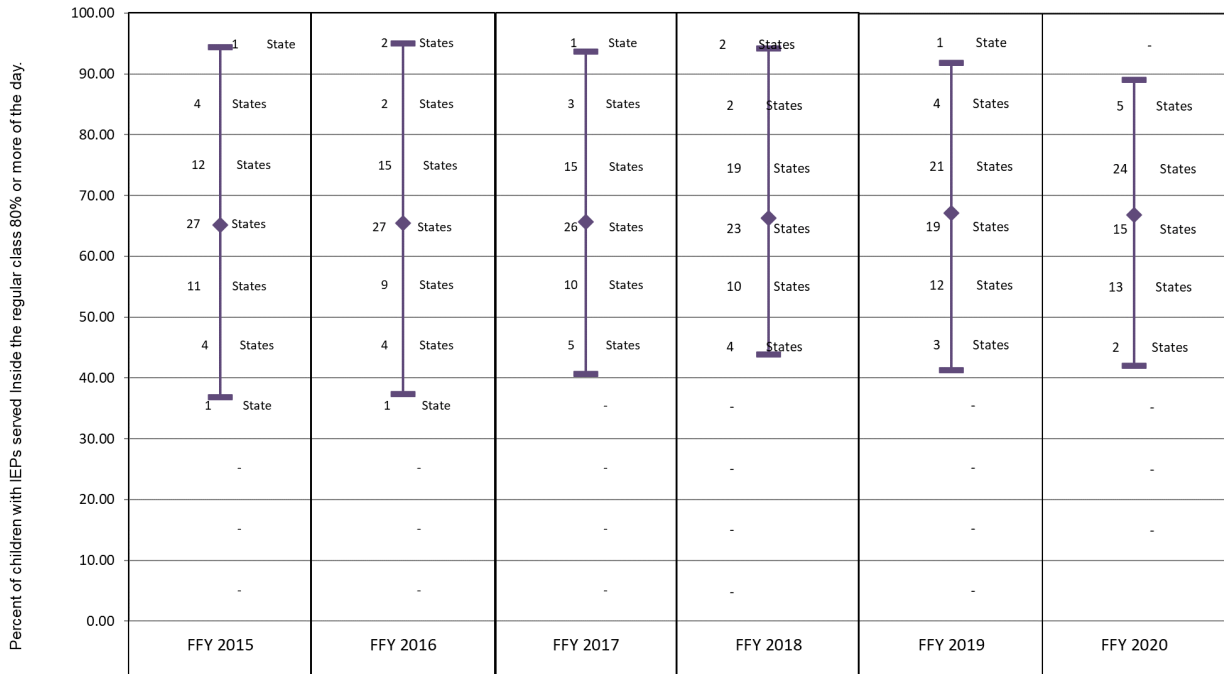 Percent of children with IEPs served Inside the regular class 80% or more of the day.
100.00
1 State 2 States 1 State 2 States 1 State -
90.00
4 States 2 States 3 States 2 States 4 States 5 States
80.00
12 States 15 States 15 States 19 States 21 States 24 States
70.00
27 States 27 States 26 States 23 States 19 States 15 States
60.00
11 States 9 States 10 States 10 States 12 States 13 States
50.00
4 States 4 States 5 States 4 States 3 States 2 States
40.00
1 State 1 State - - - -
30.00
- - - - - -
20.00
- - - - - -
10.00
- - - - -
0.00
FFY 2015 FFY 2016 FFY 2017 FFY 2018 FFY 2019 FFY 2020